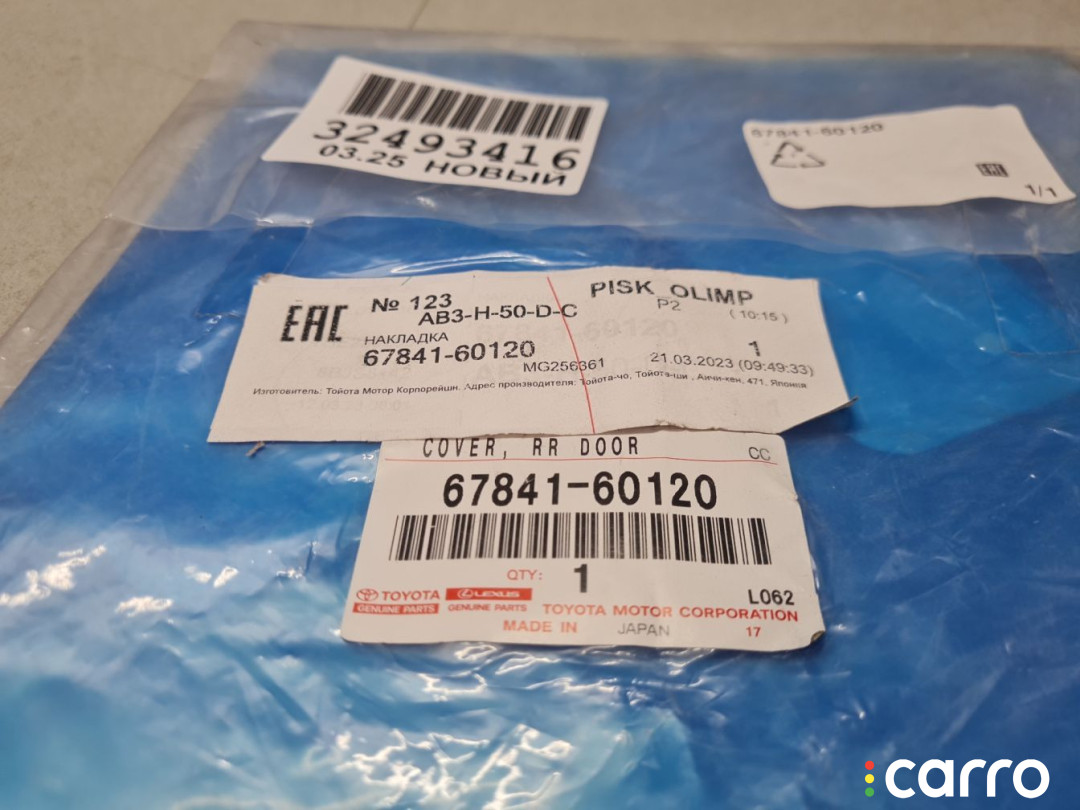 32493416
03.25 НОВЫЙ
67841-60120
EAC
1/1
EAC
№ 123
PISK_OLIMP
AB3-H-50-D-C
P2
(10:15)
НАКЛАДКА
67841-60120
1
MG256361
21.03.2023 (09:49:33)
Изготовитель: Тойота Мотор Корпорейшн. Адрес производителя: Тойота-чо, Тойота-ши , Аичи-кен, 471, Япония
COVER, RR DOOR
CC
67841-60120
QTY: 1
TOYOTA
GENUINE PARTS
LEXUS
GENUINE PARTS
L062
TOYOTA MOTOR CORPORATION
MADE IN JAPAN 17
carro